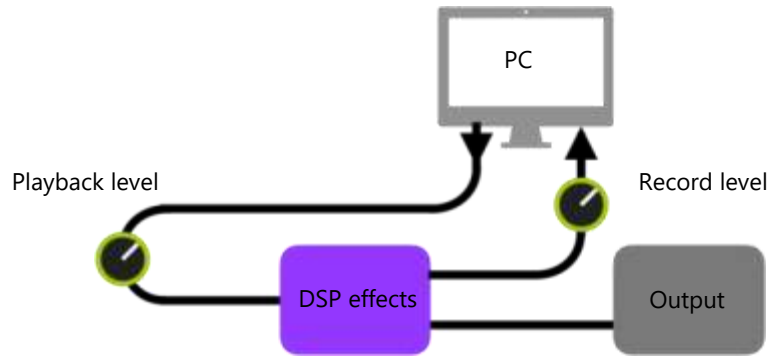 PC
Playback level
Record level
DSP effects
Output